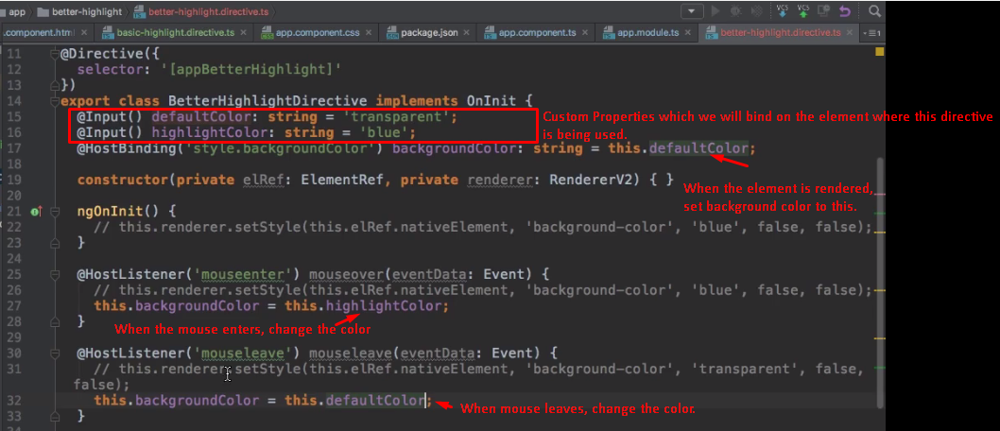 app better-highlight better-highlight.directive.ts
.component.html basic-highlight.directive.ts app.component.css package.json app.component.ts app.module.ts better-highlight.directive.ts
11 @Directive({
12 selector: '[appBetterHighlight]'
13 })
14 export class BetterHighlightDirective implements OnInit {
15 @Input() defaultColor: string = 'transparent';
Custom Properties which we will bind on the element where this directive
16 @Input() highlightColor: string = 'blue';
is being used.
17 @HostBinding('style.backgroundColor') backgroundColor: string = this.defaultColor;
18
19 constructor(private elRef: ElementRef, private renderer: RendererV2) { }
When the element is rendered,
20
set background color to this.
21 ngOnInit() {
22 // this.renderer.setStyle(this.elRef.nativeElement, 'background-color', 'blue', false, false);
23 }
24
25 @HostListener('mouseenter') mouseover(eventData: Event) {
26 // this.renderer.setStyle(this.elRef.nativeElement, 'background-color', 'blue', false, false);
27 this.backgroundColor = this.highlightColor;
28 }
When the mouse enters, change the color
29
30 @HostListener('mouseleave') mouseleave(eventData: Event) {
31 // this.renderer.setStyle(this.elRef.nativeElement, 'background-color', 'transparent', false,
false);
32 this.backgroundColor = this.defaultColor;
When mouse leaves, change the color.
33 }